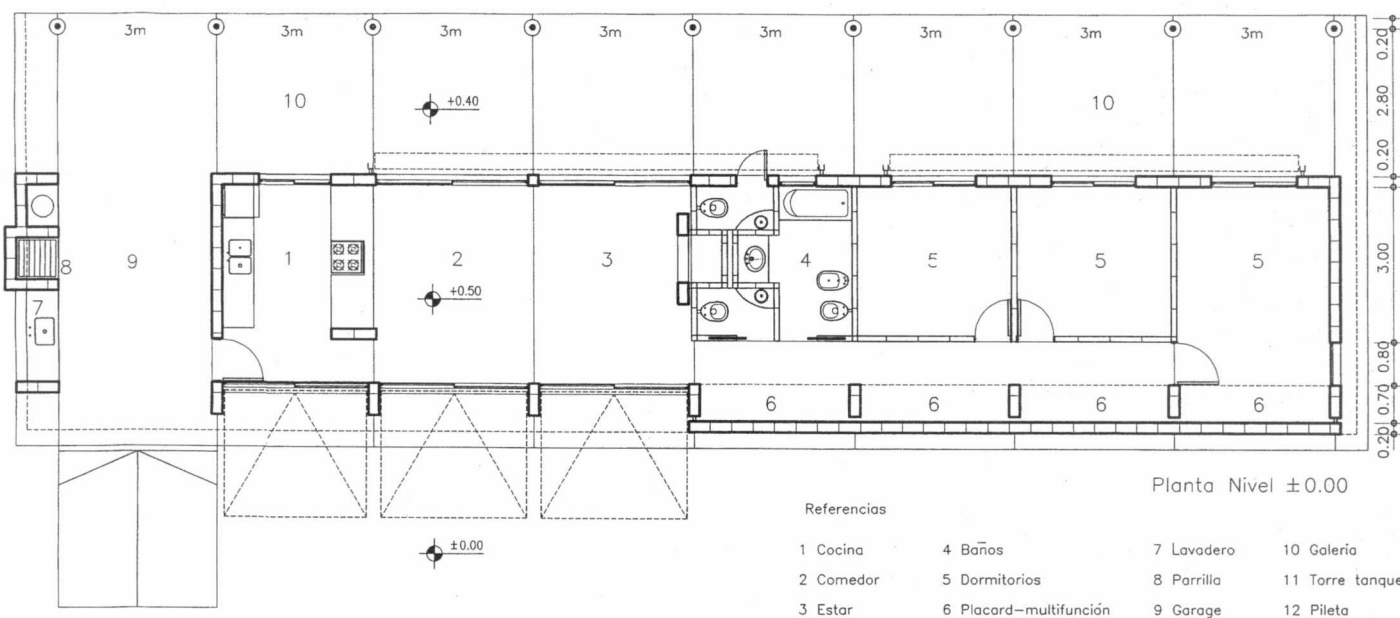 3m 3m 3m 3m 3m 3m 3m 3m
0.20
2.80
10 +0.40 10
0.20
8 9 1 2 3 4 5 5 5
3.00
+0.50
7
0.80
6 6 6 6
0.70
0.20
Planta Nivel ±0.00
Referencias
±0.00
1 Cocina 4 Baños 7 Lavadero 10 Galería
2 Comedor 5 Dormitorios 8 Parrilla 11 Torre tanque
3 Estar 6 Placard-multifunción 9 Garage 12 Pileta